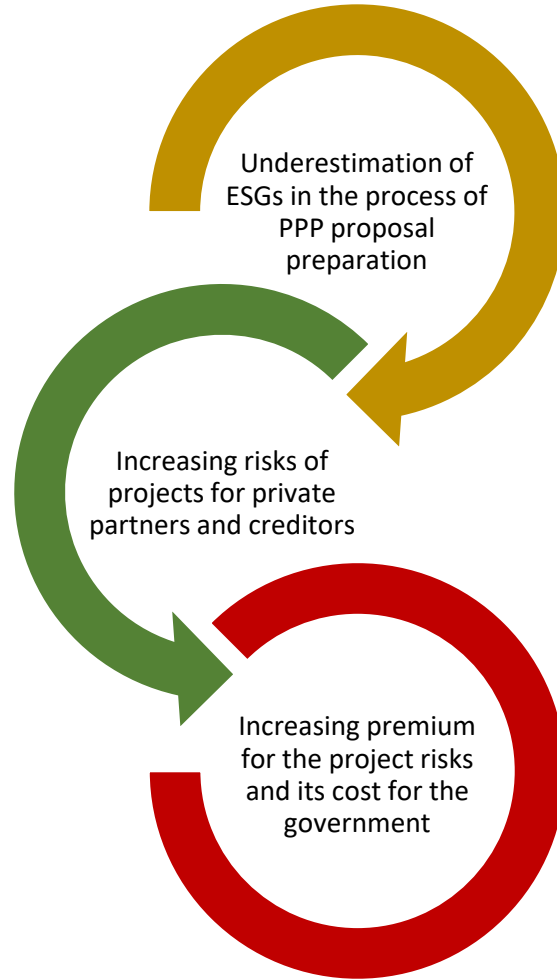 Underestimation of
ESGs in the process of
PPP proposal
preparation
Increasing risks of
projects for private
partners and creditors
Increasing premium
for the project risks
and its cost for the
government